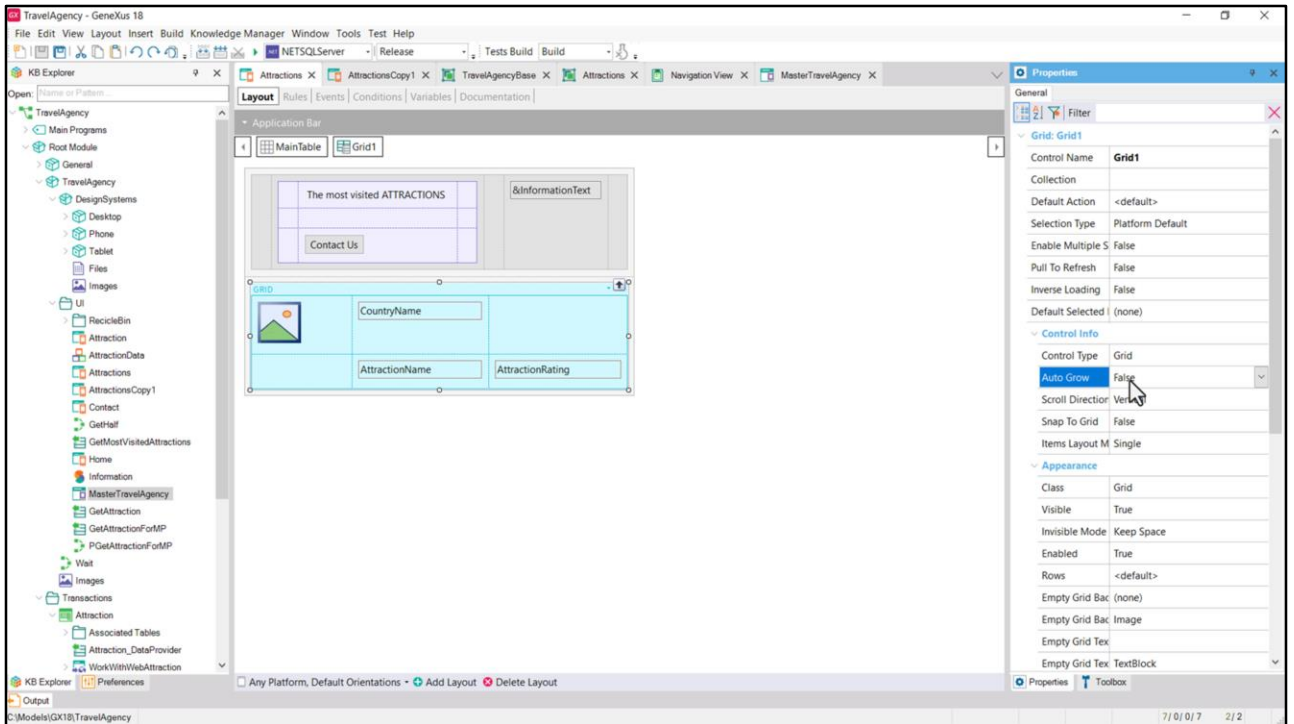 TravelAgency - GeneXus 18
File Edit View Layout Insert Build Knowledge Manager Window Tools Test Help
NETSQLServer Release Tests Build Build
KB Explorer
Open: Name or Pattern...
TravelAgency
Main Programs
Root Module
General
TravelAgency
DesignSystems
Desktop
Phone
Tablet
Files
Images
UI
RecicleBin
Attraction
AttractionData
Attractions
AttractionsCopy1
Contact
GetHalf
GetMostVisitedAttractions
Home
Information
MasterTravelAgency
GetAttraction
GetAttractionForMP
PGetAttractionForMP
Wait
Images
Transactions
Attraction
Associated Tables
Attraction_DataProvider
WorkWithWebAttraction
KB Explorer Preferences
Output
C:\Models\GX18\TravelAgency
Attractions X AttractionsCopy1 X TravelAgencyBase X Attractions X Navigation View X MasterTravelAgency X
Layout Rules Events Conditions Variables Documentation
Application Bar
MainTable Grid1
The most visited ATTRACTIONS &InformationText
Contact Us
GRID
CountryName
AttractionName AttractionRating
Any Platform, Default Orientations Add Layout Delete Layout
Properties
General
Filter
Grid: Grid1
Control Name Grid1
Collection
Default Action <default>
Selection Type Platform Default
Enable Multiple S False
Pull To Refresh False
Inverse Loading False
Default Selected (none)
Control Info
Control Type Grid
Auto Grow False
Scroll Direction
Snap To Grid False
Items Layout M Single
Appearance
Class Grid
Visible True
Invisible Mode Keep Space
Enabled True
Rows <default>
Empty Grid Bac (none)
Empty Grid Bac Image
Empty Grid Tex
Empty Grid Tex TextBlock
Properties Toolbox
7/0/0/7 2/2